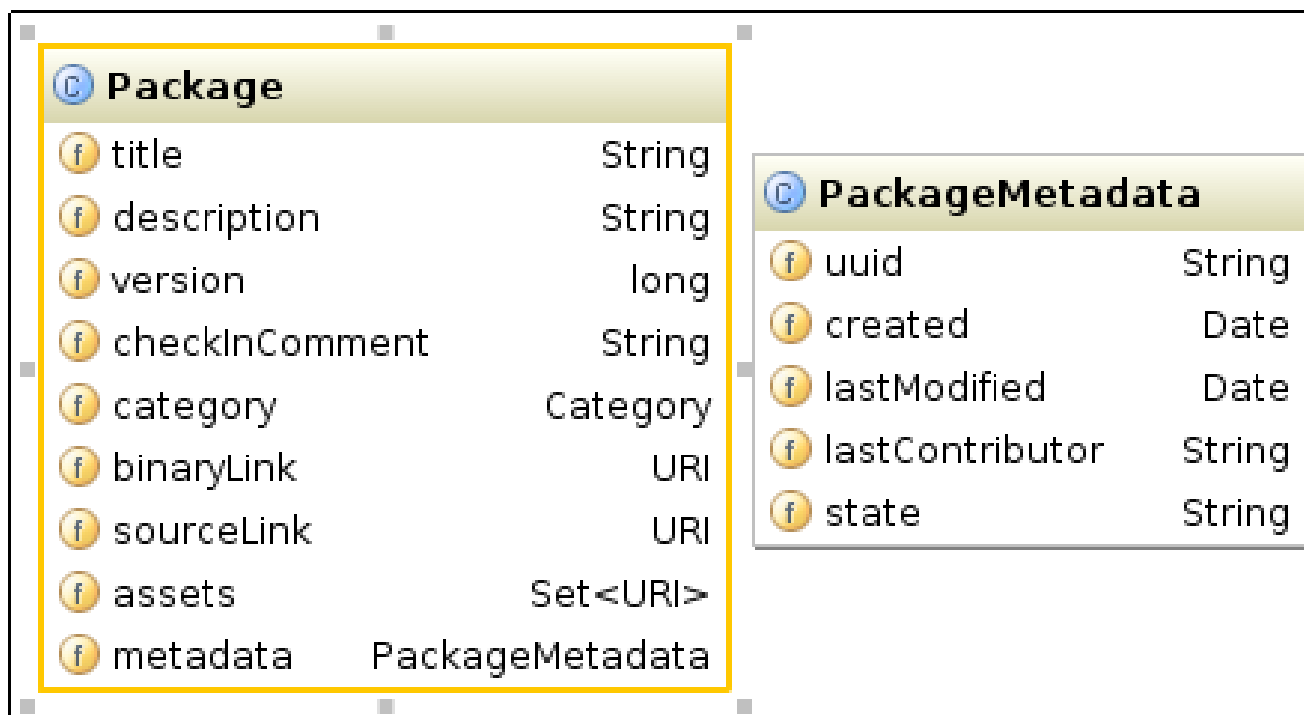 Package
title String
description String
version long
checkInComment String
category Category
binaryLink URI
sourceLink URI
assets Set<URI>
metadata PackageMetadata
PackageMetadata
uuid String
created Date
lastModified Date
lastContributor String
state String